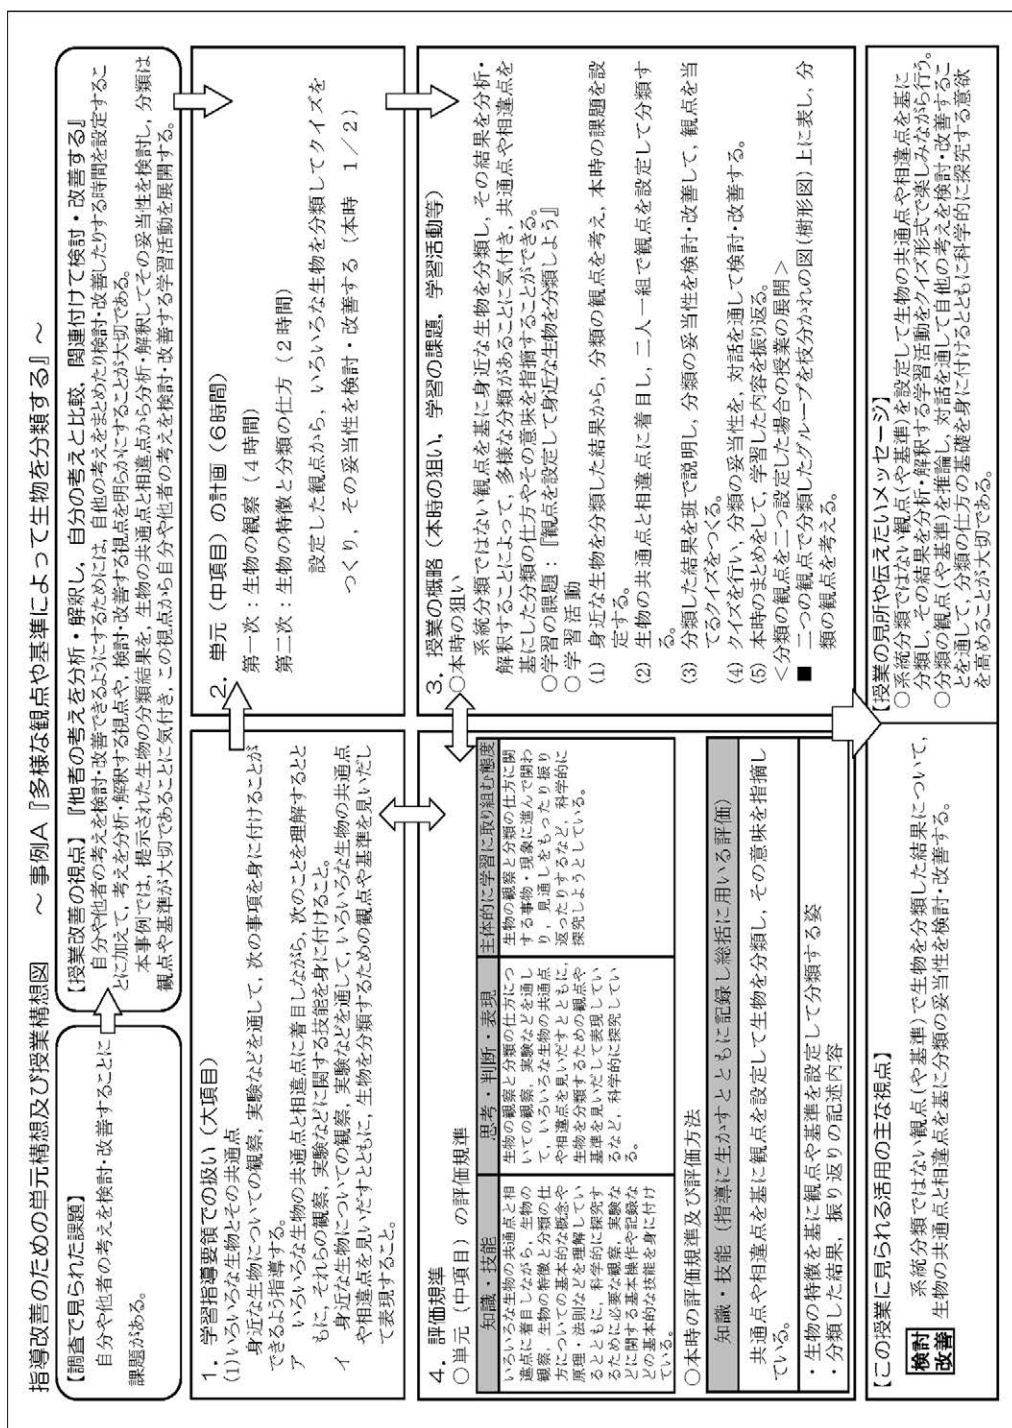 指導改善のための単元構想及び授業構想図　～事例A『多様な観点や基準によって生物を分類する』～
【調査で見られた課題】
自分や他者の考えを検討・改善することに
課題がある。
【授業改善の視点】『他者の考えを分析・解釈し，自分の考えと比較，関連付けて検討・改善する』
自分や他者の考えを検討・改善できるようにするためには，自他の考えをまとめたり検討・改善したりする時間を設定するこ
とに加えて，考えを分析・解釈する視点や，検討・改善する視点を明らかにすることが大切である。
本事例では，提示された生物の分類結果を，生物の共通点と相違点から分析・解釈してその妥当性を検討し，分類は
観点や基準が大切であることに気付き，この視点から自分や他者の考えを検討・改善する学習活動を展開する。
1．学習指導要領での扱い（大項目）
(1)いろいろな生物とその共通点
身近な生物についての観察，実験などを通して，次の事項を身に付けることが
できるよう指導する。
ア　いろいろな生物の共通点と相違点に着目しながら，次のことを理解するとと
もに，それらの観察，実験などに関する技能を身に付けること。
イ　身近な生物についての観察，実験などを通して，いろいろな生物の共通点
や相違点を見いだすとともに，生物を分類するための観点や基準を見いだし
て表現すること。
2．単元（中項目）の計画（6時間）
第一次：生物の観察（4時間）
第二次：生物の特徴と分類の仕方（2時間）
設定した観点から，いろいろな生物を分類してクイズを
つくり，その妥当性を検討・改善する（本時　1／2）
3．授業の概略（本時の狙い，学習の課題，学習活動等）
○本時の狙い
系統分類ではない観点を基に身近な生物を分類し，その結果を分析・
解釈することによって，多様な分類があることに気付き，共通点や相違点を
基にした分類の仕方やその意味を指摘することができる。
○学習の課題：『観点を設定して身近な生物を分類しよう』
○学習活動
(1) 身近な生物を分類した結果から，分類の観点を考え，本時の課題を設
定する。
(2) 生物の共通点と相違点に着目し，二人一組で観点を設定して分類す
る。
(3) 分類した結果を班で説明し，分類の妥当性を検討・改善して，観点を当
てるクイズをつくる。
(4) クイズを行い，分類の妥当性を，対話を通して検討・改善する。
(5) 本時のまとめをして，学習した内容を振り返る。
＜分類の観点を二つ設定した場合の授業の展開＞
■ 二つの観点で分類したグループを枝分かれの図（樹形図）上に表し，分
類の観点を考える。
4．評価規準
○単元（中項目）の評価規準
知識・技能
いろいろな生物の共通点と相
違点に着目しながら，生物の
観察，生物の特徴と分類の仕
方についての基本的な概念や
原理・法則などを理解してい
るとともに，科学的に探究す
るために必要な観察，実験な
どに関する基本操作や記録な
どの基本的な技能を身に付け
ている。
思考・判断・表現
生物の観察と分類の仕方につ
いての観察，実験などを通し
て，いろいろな生物の共通点
や相違点を見いだすとともに，
生物を分類するための観点や
基準を見いだして表現してい
るなど，科学的に探究してい
る。
主体的に学習に取り組む態度
生物の観察と分類の仕方に関
する事物・現象に進んで関わ
り，見通しをもったり振り
返ったりするなど，科学的に
探究しようとしている。
○本時の評価規準及び評価方法
知識・技能（指導に生かすとともに記録し総括に用いる評価）
共通点や相違点を基に観点を設定して生物を分類し，その意味を指摘し
ている。
・生物の特徴を基に観点や基準を設定して分類する姿
・分類した結果，振り返りの記述内容
【この授業に見られる活用の主な視点】
検討
改善
系統分類ではない観点（や基準）で生物を分類した結果について，
生物の共通点と相違点を基に分類の妥当性を検討・改善する。
【授業の見所や伝えたいメッセージ】
○系統分類ではない観点（や基準）を設定して生物の共通点や相違点を基に
分類し，その結果を分析・解釈する学習活動をクイズ形式で楽しみながら行う。
○分類の観点（や基準）を推論し，対話を通して自他の考えを検討・改善するこ
とを通して，分類の仕方の基礎を身に付けるとともに科学的に探究する意欲
を高めることが大切である。